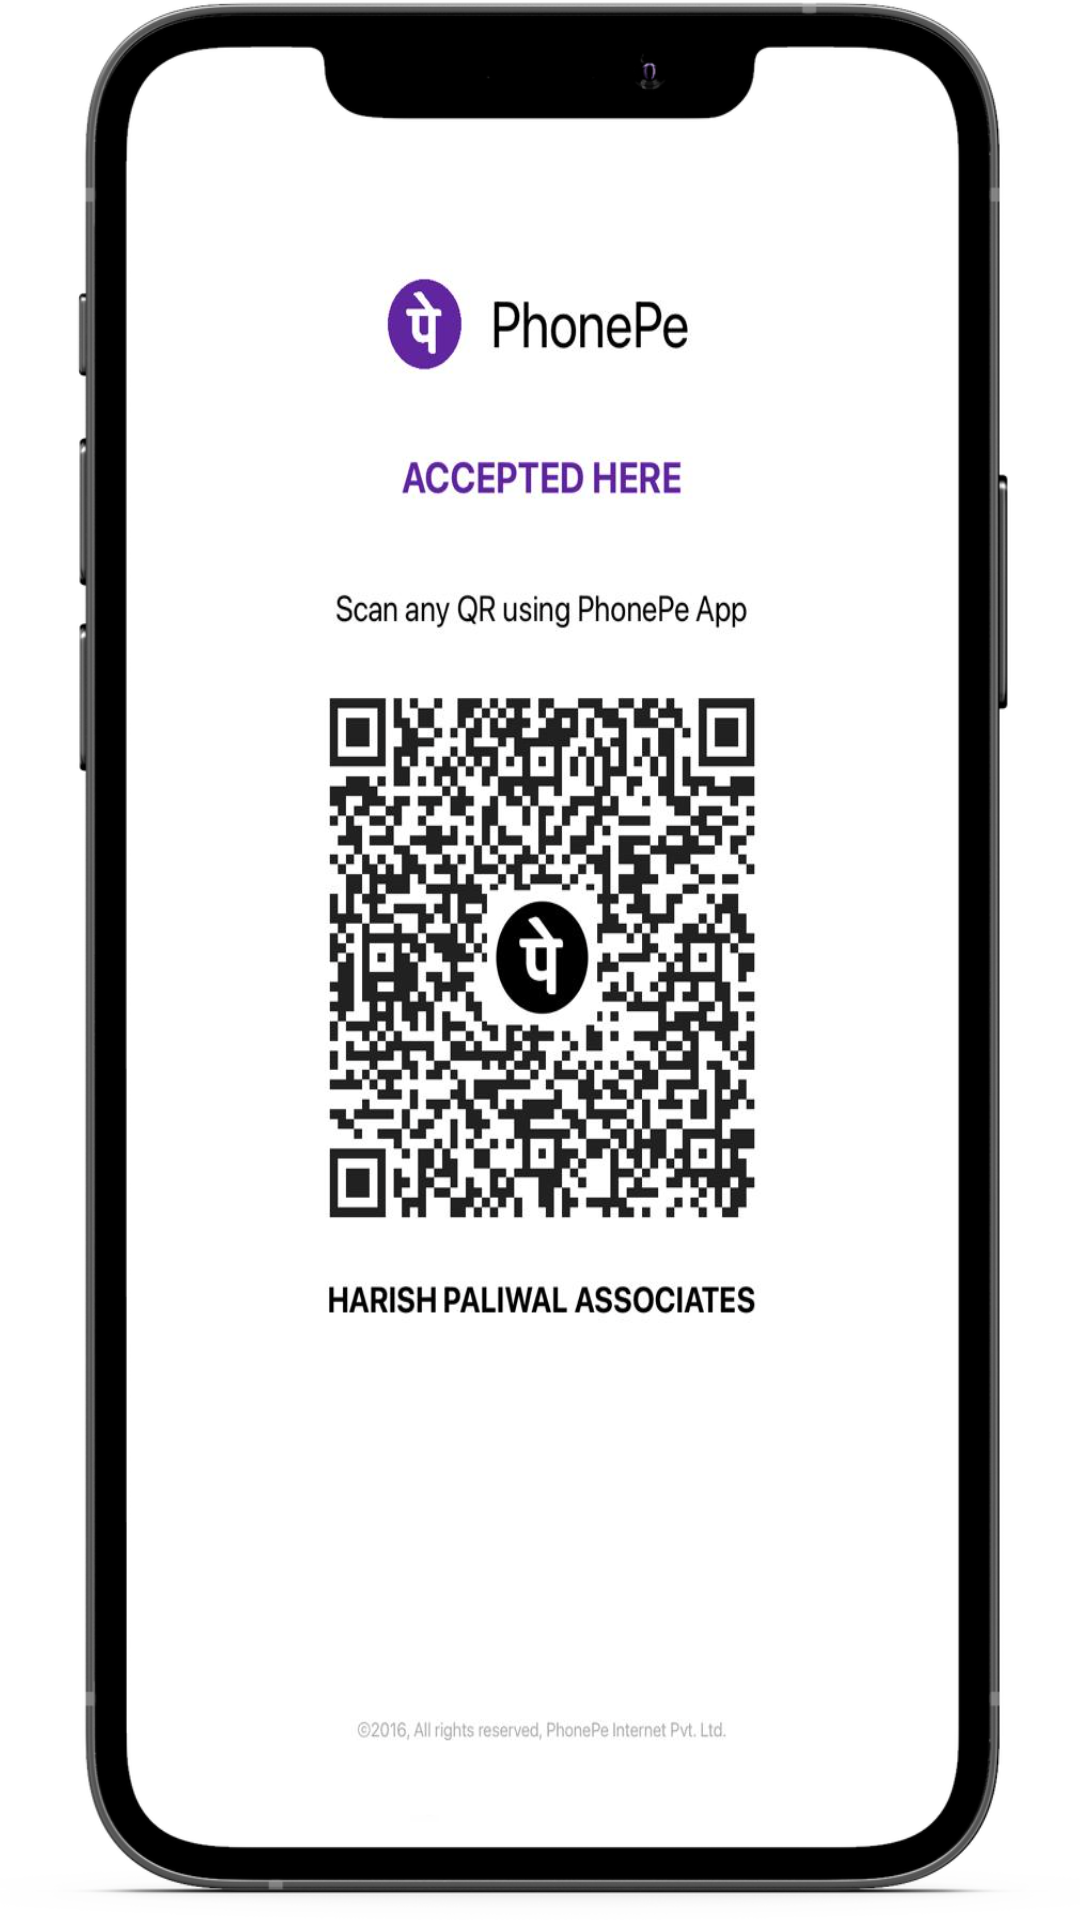 पे PhonePe
ACCEPTED HERE
Scan any QR using PhonePe App
पे
HARISH PALIWAL ASSOCIATES
©2016, All rights reserved, PhonePe Internet Pvt. Ltd.